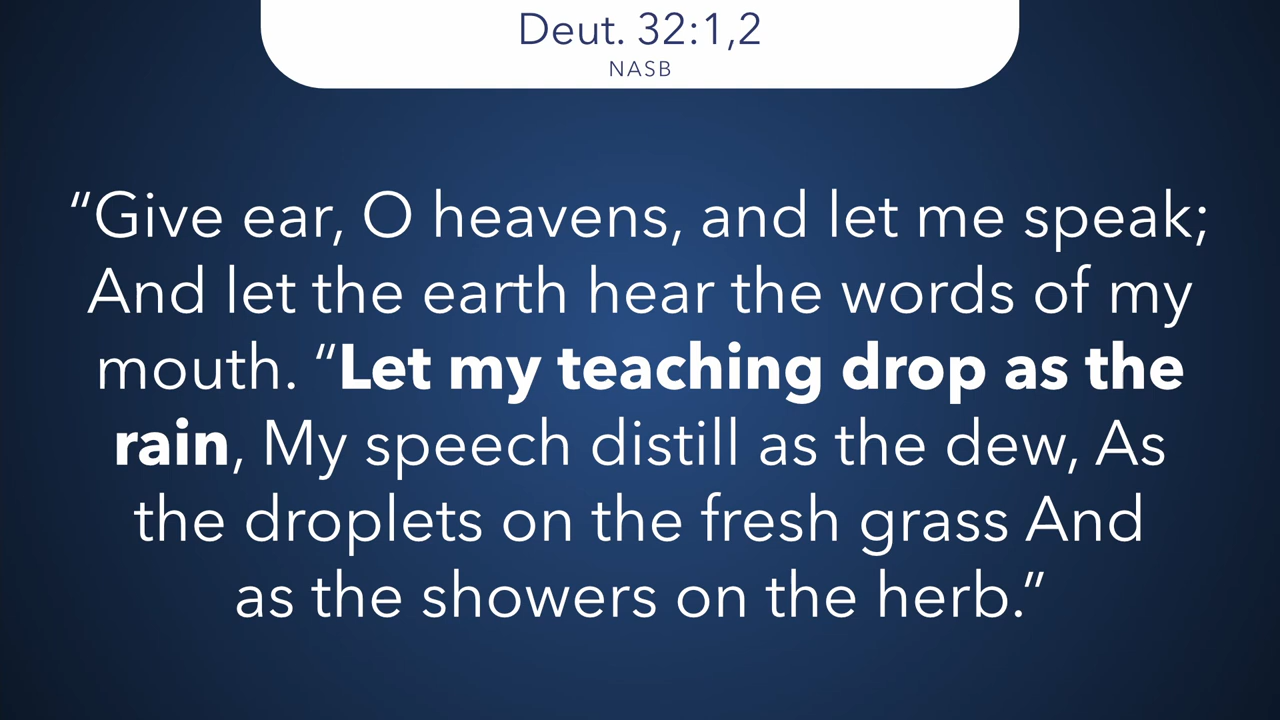 Deut. 32:1,2
NASB
“Give ear, O heavens, and let me speak;
And let the earth hear the words of my
mouth. “Let my teaching drop as the
rain, My speech distill as the dew, As
the droplets on the fresh grass And
as the showers on the herb.”